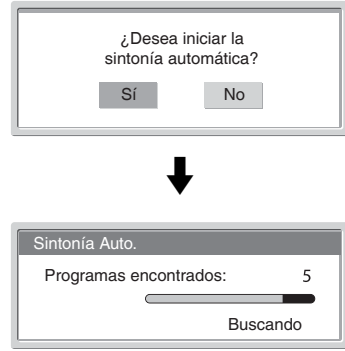 ¿Desea iniciar la
sintonía automática?
Sí No
Sintonía Auto.
Programas encontrados: 5
Buscando